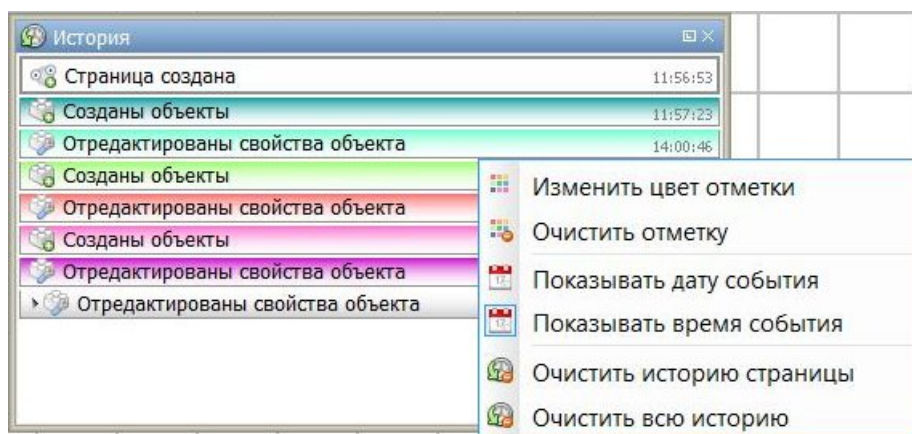 История
Страница создана 11:56:53
Созданы объекты 11:57:23
Отредактированы свойства объекта 14:00:46
Созданы объекты
Отредактированы свойства объекта
Созданы объекты
Отредактированы свойства объекта
Отредактированы свойства объекта
Изменить цвет отметки
Очистить отметку
Показывать дату события
Показывать время события
Очистить историю страницы
Очистить всю историю